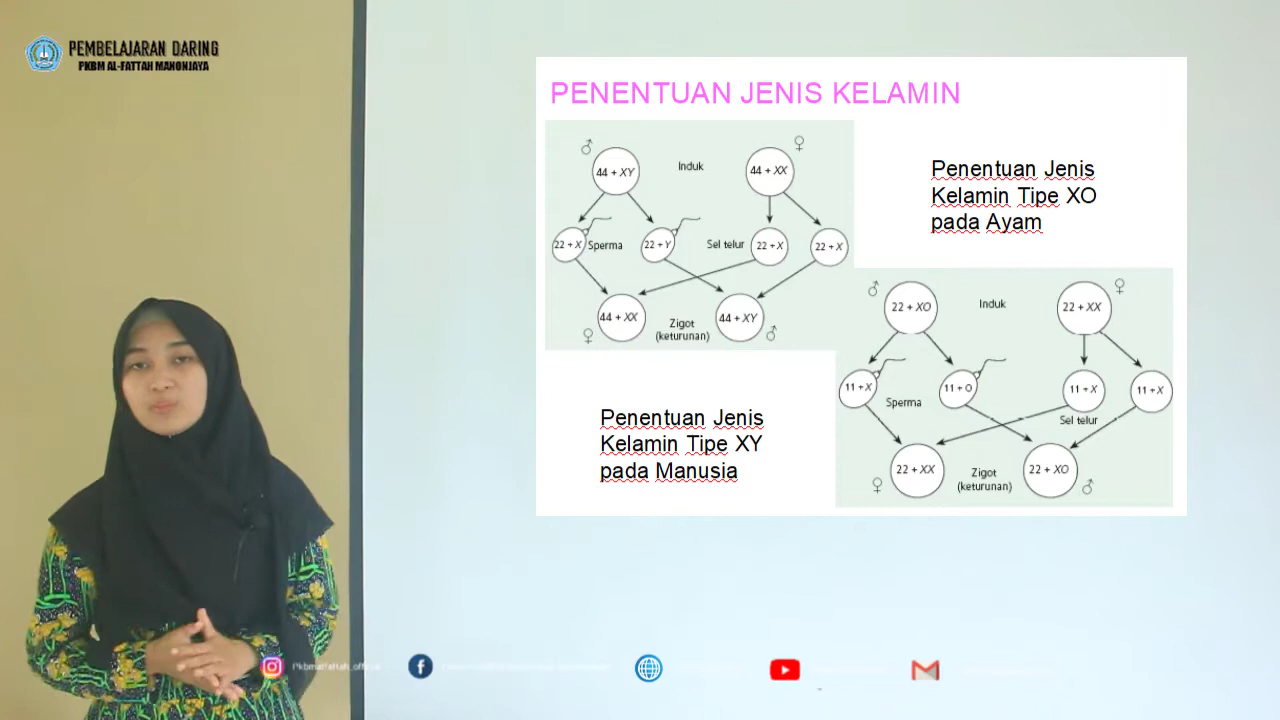 PEMBELAJARAN DARING
PKBM AL-FATTAH MANONJAYA
PENENTUAN JENIS KELAMIN
♂
44 + XY
Induk
♀
44 + XX
22 + X
Sperma
22 + Y
Sel telur
22 + X
22 + X
44 + XX
♀
Zigot
(keturunan)
44 + XY
♂
Penentuan Jenis
Kelamin Tipe XO
pada Ayam
♂
22 + XO
Induk
♀
22 + XX
11 + X
Sperma
11 + O
11 + X
Sel telur
11 + X
22 + XX
♀
Zigot
(keturunan)
22 + XO
♂
Penentuan Jenis
Kelamin Tipe XY
pada Manusia